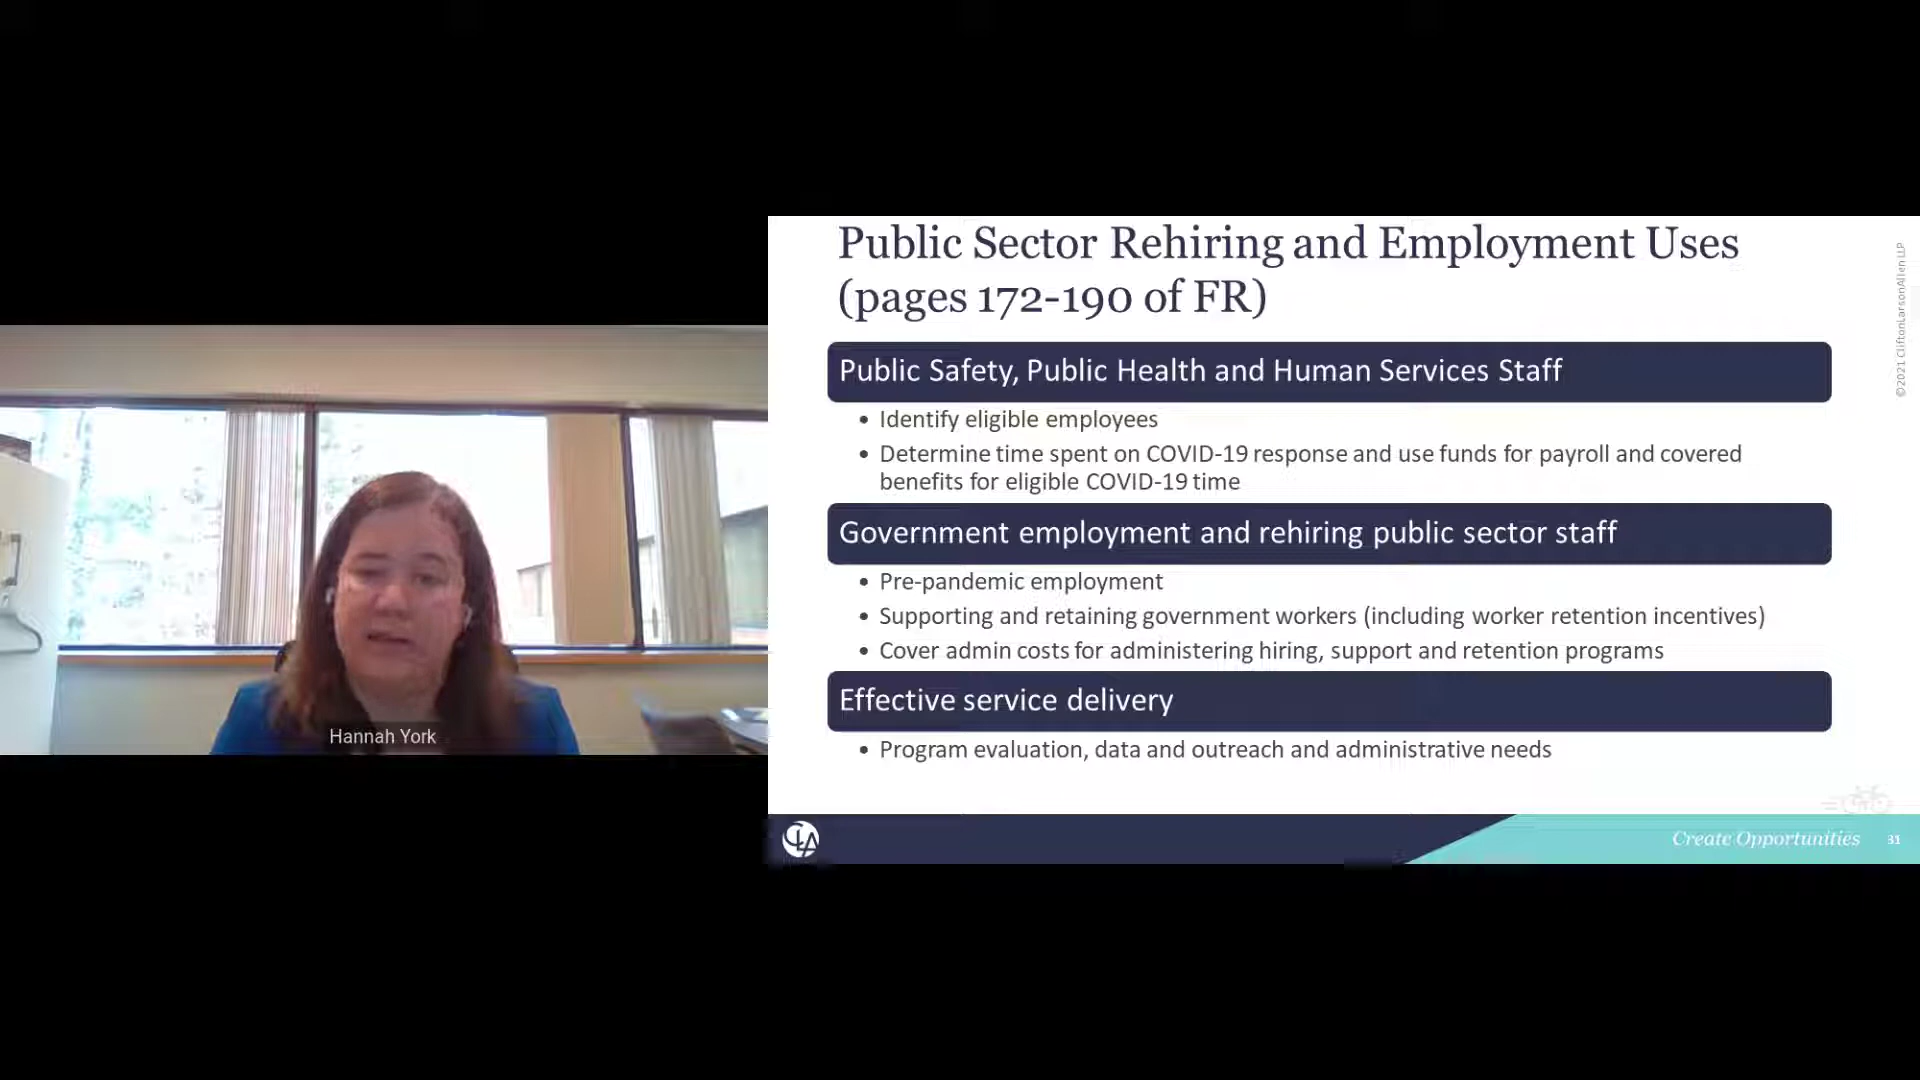 Public Sector Rehiring and Employment Uses
(pages 172-190 of FR)
Public Safety, Public Health and Human Services Staff
• Identify eligible employees
• Determine time spent on COVID-19 response and use funds for payroll and covered
benefits for eligible COVID-19 time
Government employment and rehiring public sector staff
• Pre-pandemic employment
• Supporting and retaining government workers (including worker retention incentives)
• Cover admin costs for administering hiring, support and retention programs
Effective service delivery
• Program evaluation, data and outreach and administrative needs
©2021 CliftonLarsonAllen LLP
Hannah York
CLA
Create Opportunities
31